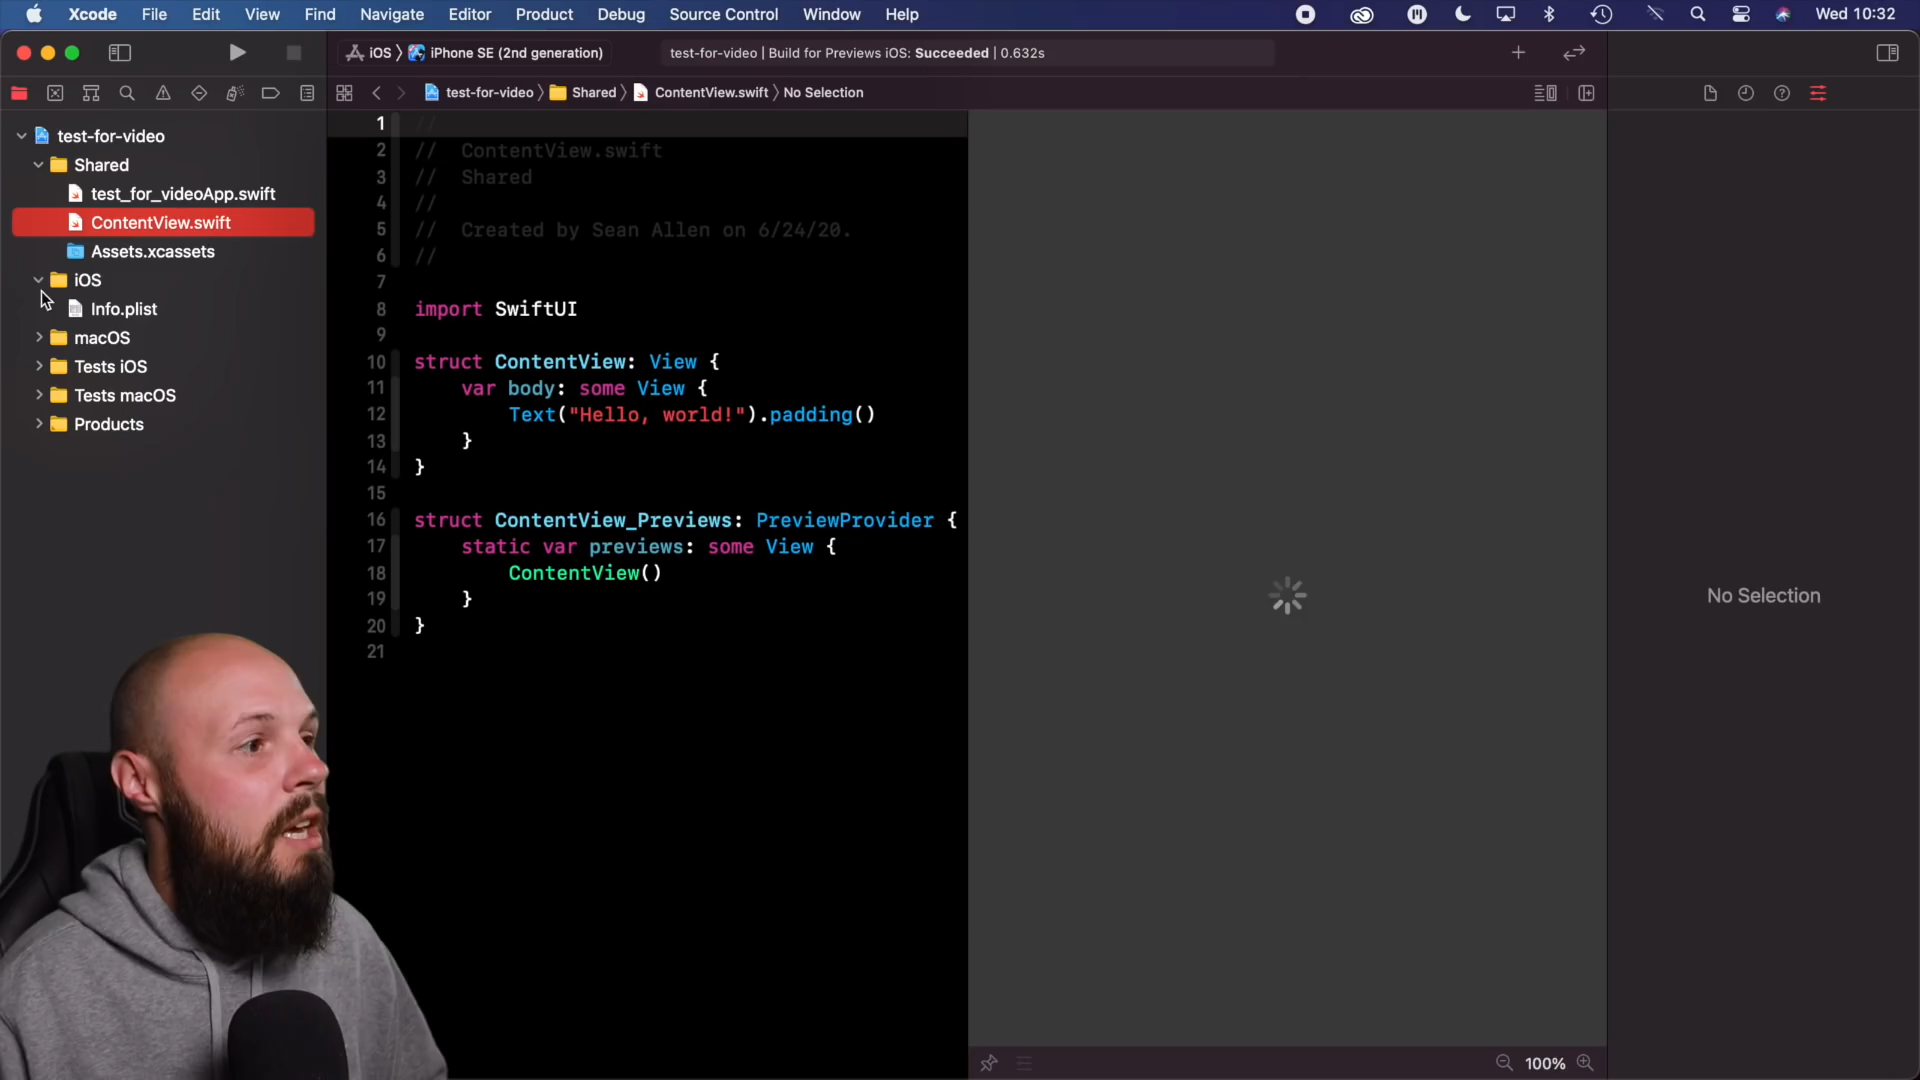 Xcode File Edit View Find Navigate Editor Product Debug Source Control Window Help Wed 10:32
iOS iPhone SE (2nd generation) test-for-video | Build for Previews iOS: Succeeded | 0.632s
test-for-video Shared ContentView.swift No Selection
test-for-video
Shared
test_for_videoApp.swift
ContentView.swift
Assets.xcassets
iOS
Info.plist
macOS
Tests iOS
Tests macOS
Products
1 //
2 // ContentView.swift
3 // Shared
4 //
5 // Created by Sean Allen on 6/24/20.
6 //
7
8 import SwiftUI
9
10 struct ContentView: View {
11 var body: some View {
12 Text("Hello, world!").padding()
13 }
14 }
15
16 struct ContentView_Previews: PreviewProvider {
17 static var previews: some View {
18 ContentView()
19 }
20 }
21
No Selection
100%